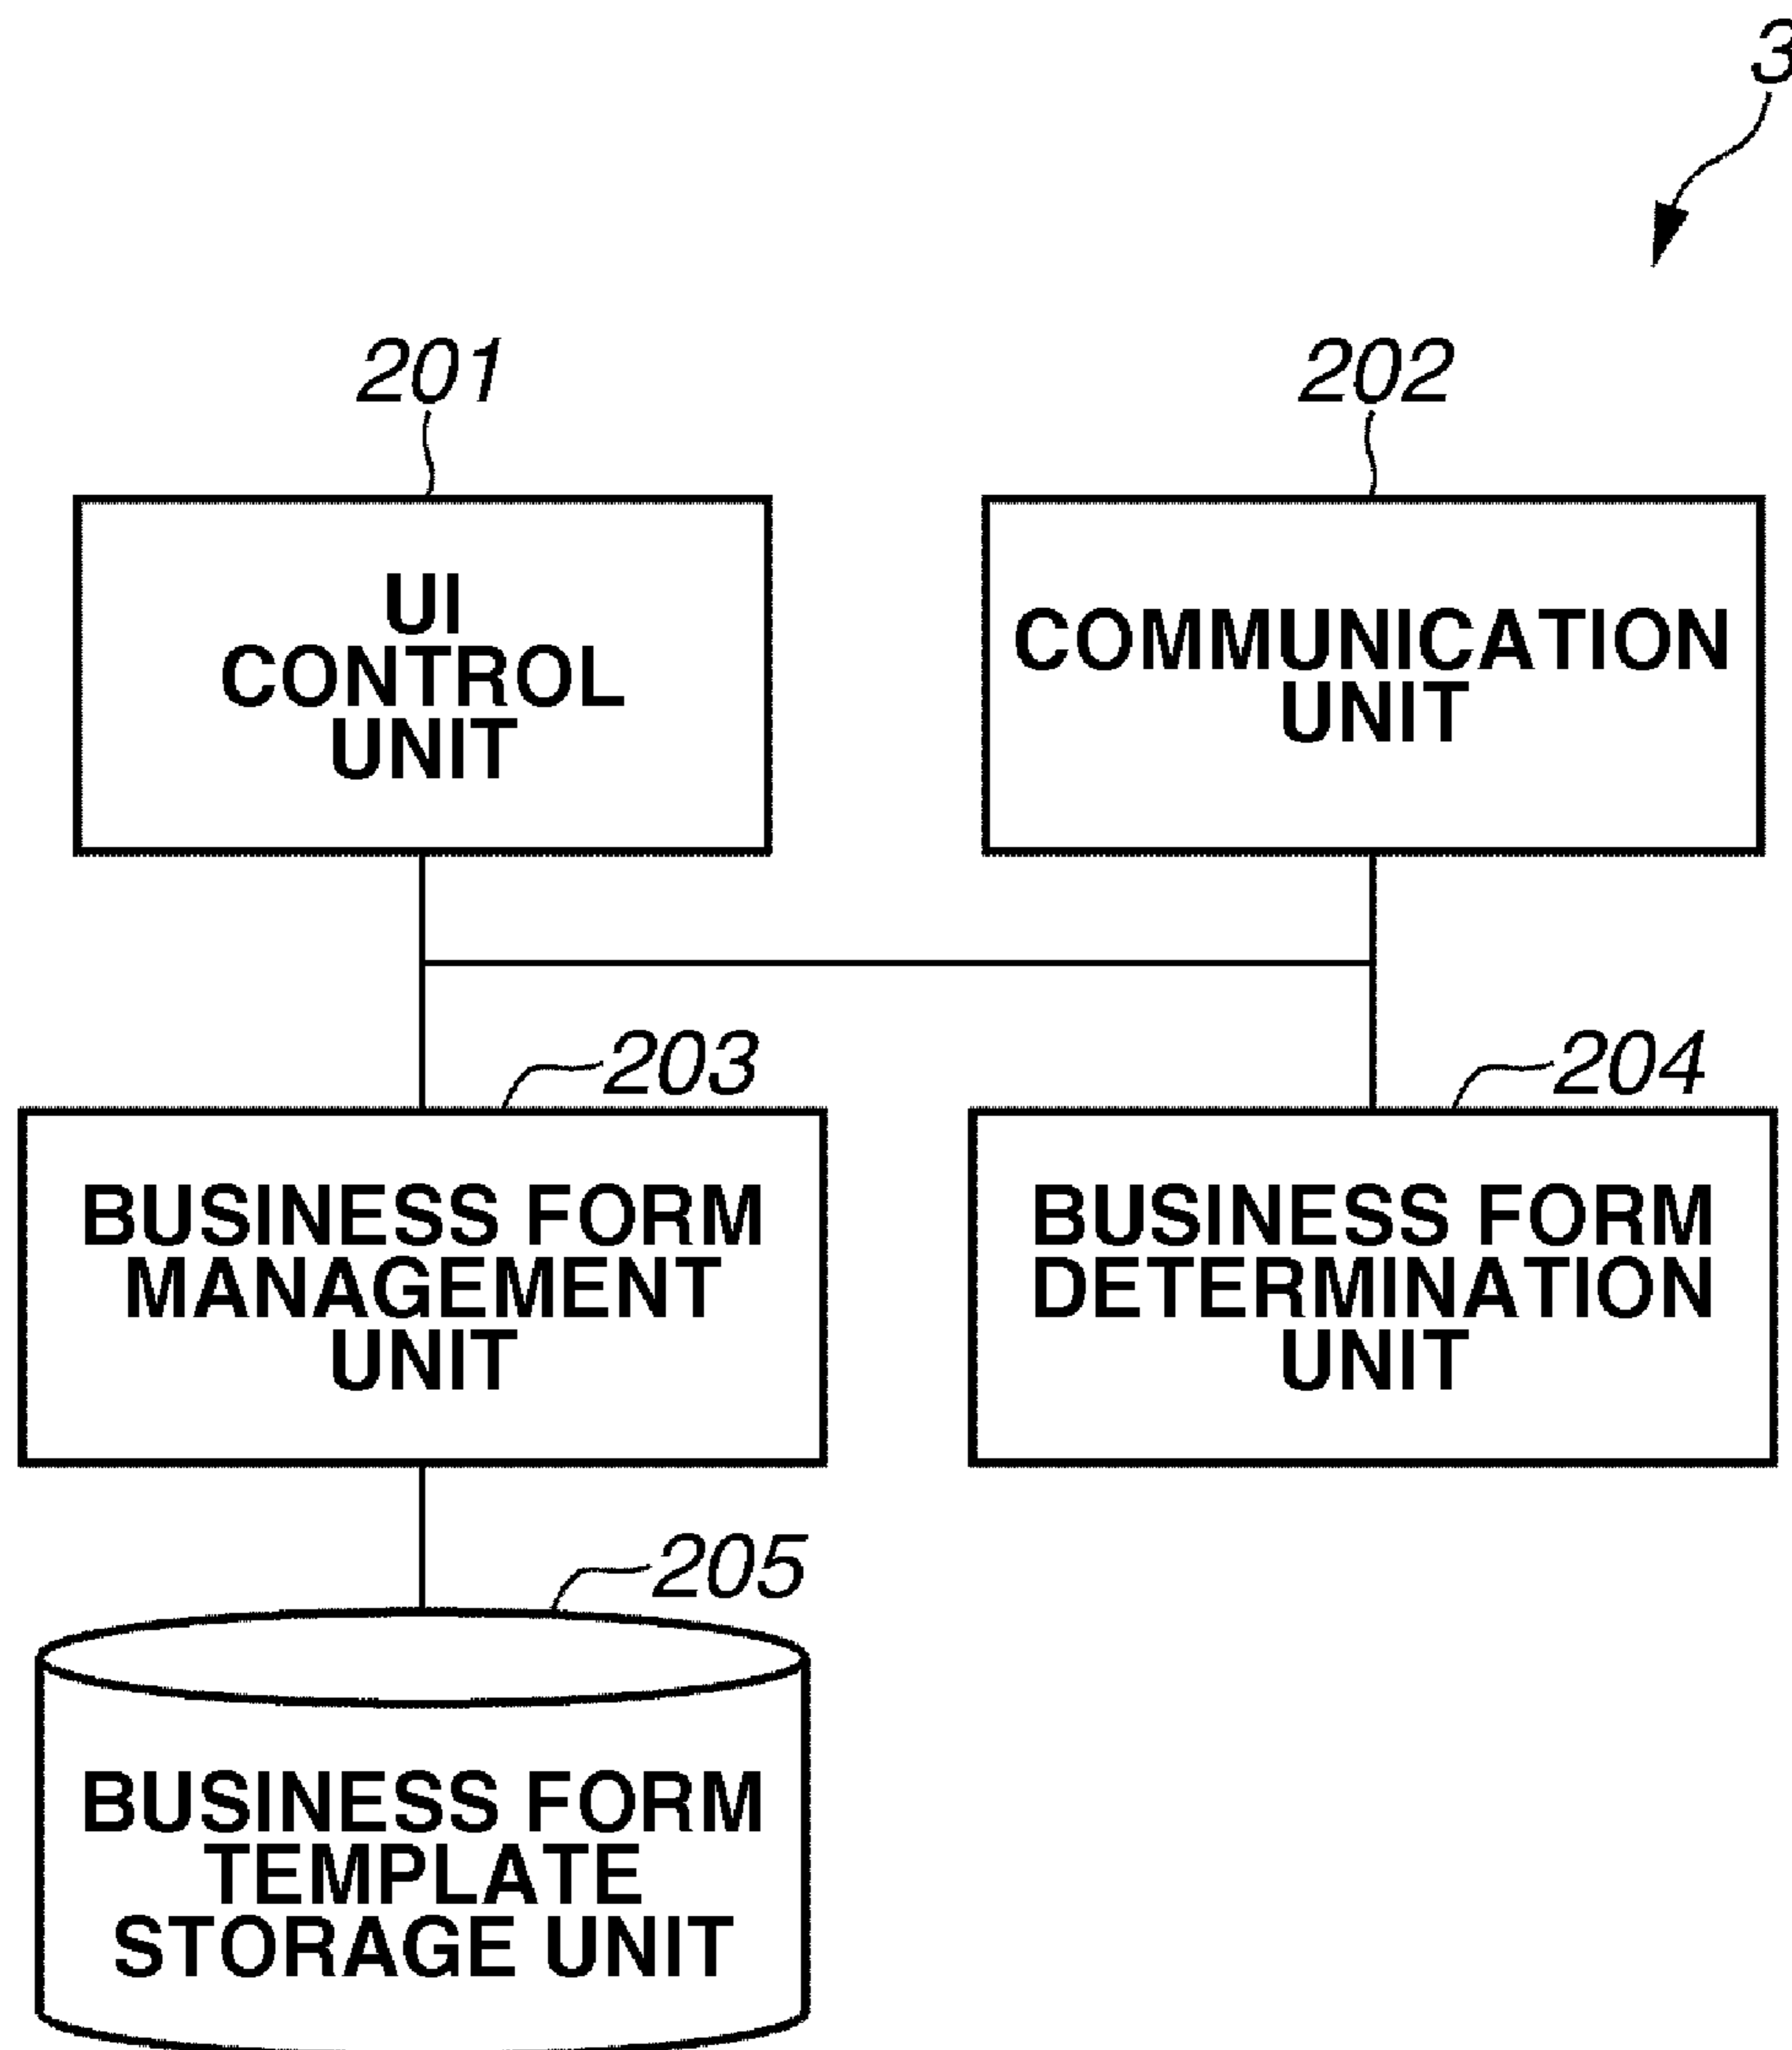 3
201
202
UI
CONTROL
UNIT
COMMUNICATION
UNIT
203
204
BUSINESS FORM
MANAGEMENT
UNIT
BUSINESS FORM
DETERMINATION
UNIT
205
BUSINESS FORM
TEMPLATE
STORAGE UNIT